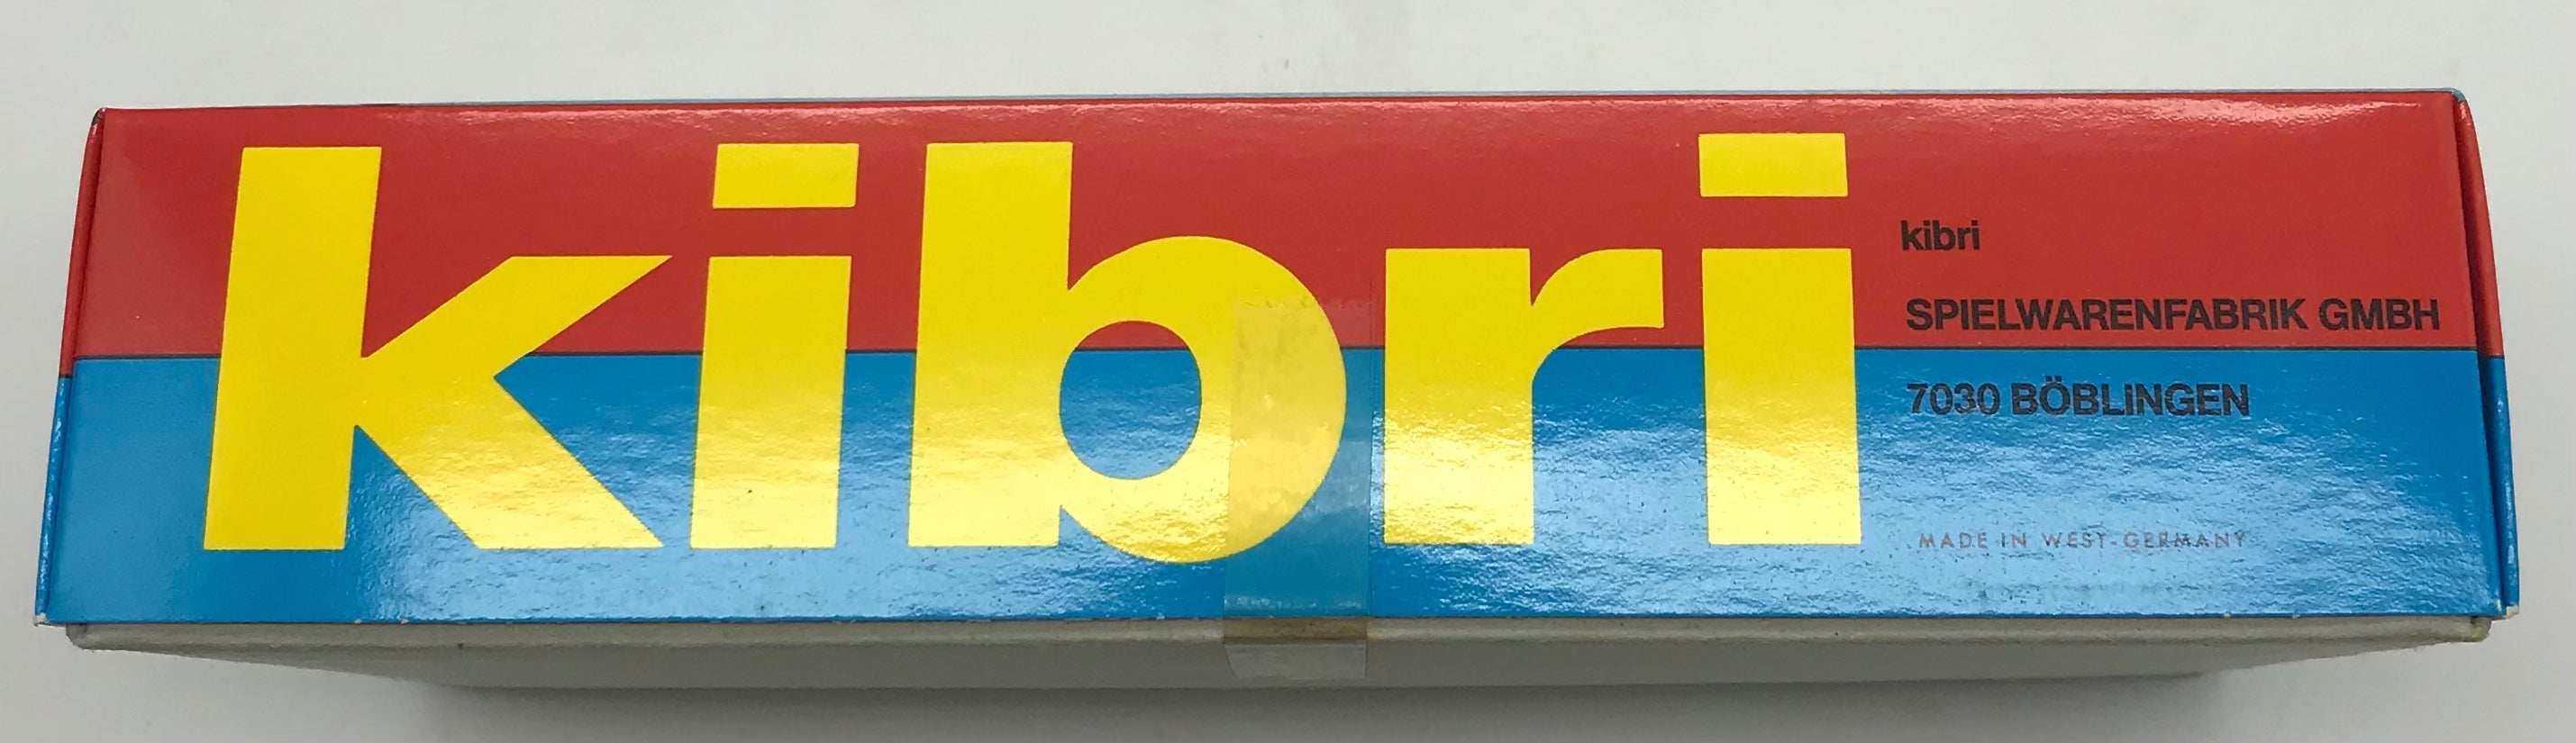 kibri
kibri
SPIELWARENFABRIK GMBH
7030 BÖBLINGEN
MADE IN WEST-GERMANY